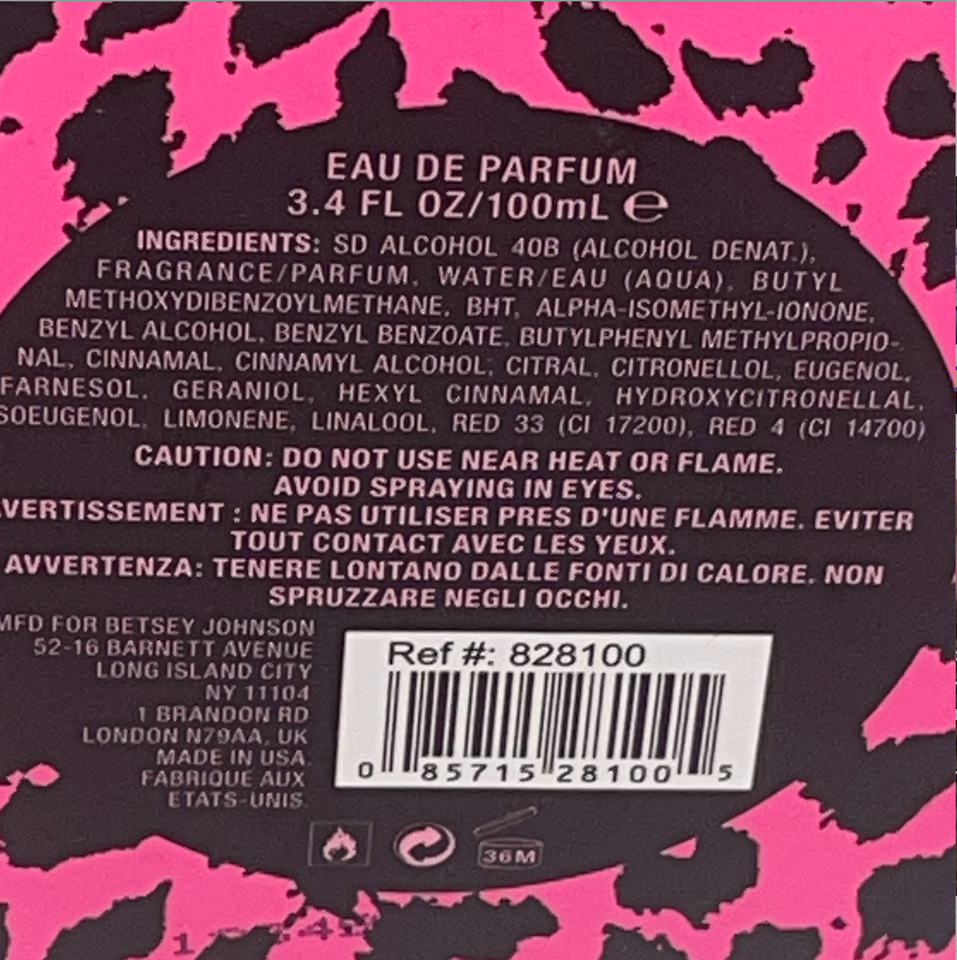 EAU DE PARFUM
3.4 FL OZ/100mL ℮
INGREDIENTS: SD ALCOHOL 40B (ALCOHOL DENAT.),
FRAGRANCE/PARFUM, WATER/EAU (AQUA), BUTYL
METHOXYDIBENZOYLMETHANE, BHT, ALPHA-ISOMETHYL-IONONE,
BENZYL ALCOHOL, BENZYL BENZOATE, BUTYLPHENYL METHYLPROPIO-
NAL, CINNAMAL, CINNAMYL ALCOHOL, CITRAL, CITRONELLOL, EUGENOL,
FARNESOL, GERANIOL, HEXYL CINNAMAL, HYDROXYCITRONELLAL,
SOEUGENOL, LIMONENE, LINALOOL, RED 33 (CI 17200), RED 4 (CI 14700)
CAUTION: DO NOT USE NEAR HEAT OR FLAME.
AVOID SPRAYING IN EYES.
VERTISSEMENT : NE PAS UTILISER PRES D'UNE FLAMME. EVITER
TOUT CONTACT AVEC LES YEUX.
AVVERTENZA: TENERE LONTANO DALLE FONTI DI CALORE. NON
SPRUZZARE NEGLI OCCHI.
MFD FOR BETSEY JOHNSON
52-16 BARNETT AVENUE
LONG ISLAND CITY
NY 11104
1 BRANDON RD
LONDON N79AA, UK
MADE IN USA.
FABRIQUE AUX
ETATS-UNIS.
Ref #: 828100
0 85715 28100 5
36M